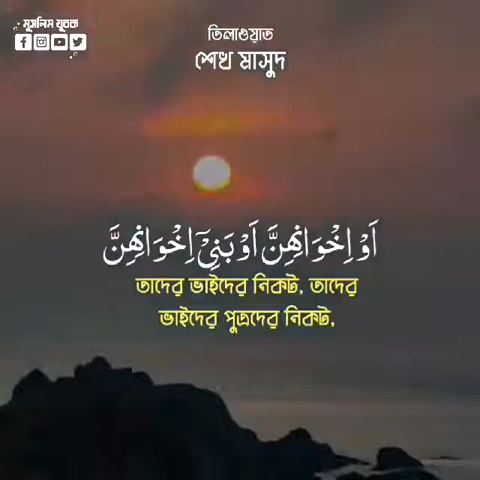 মুসলিম যুবক
তিলাওয়াত
শেখ মাসুদ
اَوْ اِخْوَانِهِنَّ اَوْ بَنِيْۤ اِخْوَانِهِنَّ
তাদের ভাইদের নিকট, তাদের
ভাইদের পুত্রদের নিকট,